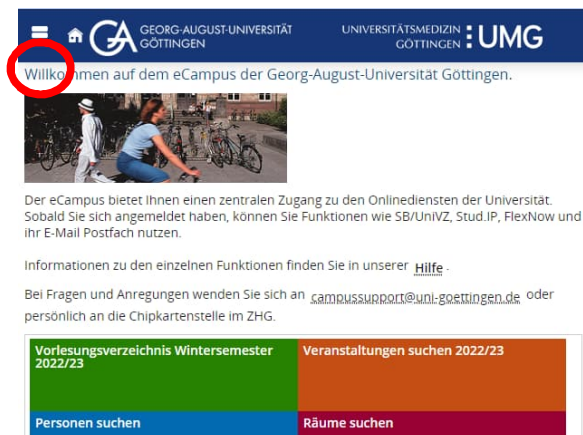 GEORG-AUGUST-UNIVERSITÄT
GÖTTINGEN
UNIVERSITÄTSMEDIZIN
GÖTTINGEN
UMG
Willkommen auf dem eCampus der Georg-August-Universität Göttingen.
Der eCampus bietet Ihnen einen zentralen Zugang zu den Onlinediensten der Universität.
Sobald Sie sich angemeldet haben, können Sie Funktionen wie SB/UniVZ, Stud.IP, FlexNow und
ihr E-Mail Postfach nutzen.
Informationen zu den einzelnen Funktionen finden Sie in unserer Hilfe.
Bei Fragen und Anregungen wenden Sie sich an campussupport@uni-goettingen.de oder
persönlich an die Chipkartenstelle im ZHG.
Vorlesungsverzeichnis Wintersemester
2022/23
Veranstaltungen suchen 2022/23
Personen suchen
Räume suchen